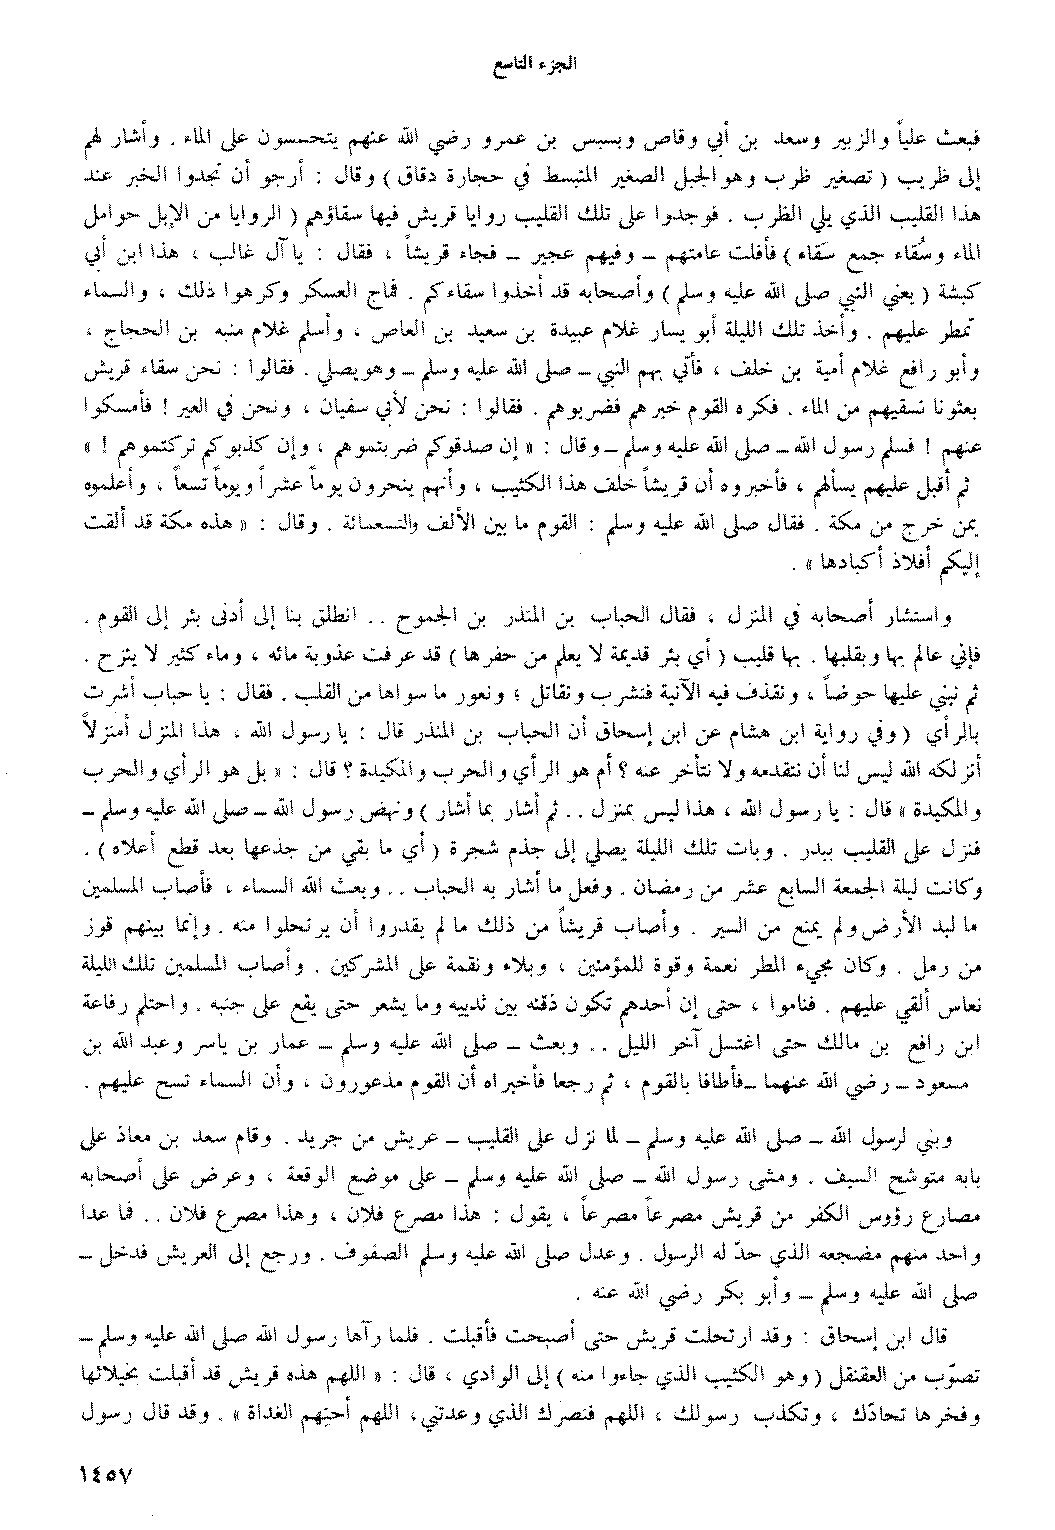 الجزء التاسع
فبعث علياً والزبير وسعد بن أبي وقاص وبسبس بن عمرو رضي الله عنهم يتحسسون على الماء . وأشار لهم
إلى ظريب ( تصغير ظرب وهو الجبل الصغير المتبسط في حجارة دقاق ) وقال : أرجو أن تجدوا الخبر عند
هذا القليب الذي يلي الظرب . فوجدوا على تلك القليب روايا قريش فيها سقاؤهم ( الروايا من الإبل حوامل
الماء وسُقاء جمع سَقاء ) فأفلت عامتهم – وفيهم عجير – فجاء قريشاً ، فقال : يا آل غالب ، هذا ابن أبي
كبشة ( يعني النبي صلى الله عليه وسلم ) وأصحابه قد أخذوا سقاءكم . فماج العسكر وكرهوا ذلك ، والسماء
تمطر عليهم . وأخذ تلك الليلة أبو يسار غلام عبيدة بن سعيد بن العاص ، وأسلم غلام منبه بن الحجاج ،
وأبو رافع غلام أمية بن خلف ، فأتي بهم النبي – صلى الله عليه وسلم – وهو يصلي . فقالوا : نحن سقاء قريش
بعثونا نسقيهم من الماء . فكره القوم خبرهم فضربوهم . فقالوا : نحن لأبي سفيان ، ونحن في العير ! فأمسكوا
عنهم ! فسلم رسول الله – صلى الله عليه وسلم – وقال : « إن صدقوكم ضربتموهم ، وإن كذبوكم تركتموهم ! »
ثم أقبل عليهم يسألهم ، فأخبروه أن قريشاً خلف هذا الكثيب ، وأنهم ينحرون يوماً عشراً ويوماً تسعاً ، وأعلموه
بمن خرج من مكة . فقال صلى الله عليه وسلم : القوم ما بين الألف والتسعمائة . وقال : « هذه مكة قد ألقت
إليكم أفلاذ أكبادها » .
واستشار أصحابه في المنزل ، فقال الحباب بن المنذر بن الجموح .. انطلق بنا إلى أدنى بئر إلى القوم .
فإني عالم بها وبقلبها . بها قليب ( أي بئر قديمة لا يعلم من حفرها ) قد عرفت عذوبة مائه ، وماء كثير لا ينزح .
ثم نبني عليها حوضاً ، ونقذف فيه الآنية فنشرب ونقاتل ؛ ونعور ما سواها من القلب . فقال : يا حباب أشرت
بالرأي ( وفي رواية ابن هشام عن ابن إسحاق أن الحباب بن المنذر قال : يا رسول الله ، هذا المنزل أمنزلاً
أنزلكه الله ليس لنا أن نتقدمه ولا نتأخر عنه ؟ أم هو الرأي والحرب والمكيدة ؟ قال : « بل هو الرأي والحرب
والمكيدة » قال : يا رسول الله ، هذا ليس بمنزل .. ثم أشار بما أشار ) ونهض رسول الله – صلى الله عليه وسلم –
فنزل على القليب ببدر . وبات تلك الليلة يصلي إلى جذم شجرة ( أي ما بقي من جذعها بعد قطع أعلاه ) .
وكانت ليلة الجمعة السابع عشر من رمضان . وفعل ما أشار به الحباب .. وبعث الله السماء ، فأصاب المسلمين
ما لبد الأرض ولم يمنع من السير . وأصاب قريشاً من ذلك ما لم يقدروا أن يرتحلوا منه . وإنما بينهم قوز
من رمل . وكان مجيء المطر نعمة وقوة للمؤمنين ، وبلاء ونقمة على المشركين . وأصاب المسلمين تلك الليلة
نعاس ألقي عليهم . فناموا ، حتى إن أحدهم تكون ذقنه بين ثدييه وما يشعر حتى يقع على جنبه . واحتلم رفاعة
ابن رافع بن مالك حتى اغتسل آخر الليل .. وبعث – صلى الله عليه وسلم – عمار بن ياسر وعبد الله بن
مسعود – رضي الله عنهما – فأطافا بالقوم ، ثم رجعا فأخبراه أن القوم مذعورون ، وأن السماء تسح عليهم .
وبني لرسول الله – صلى الله عليه وسلم – لما نزل على القليب – عريش من جريد . وقام سعد بن معاذ على
بابه متوشح السيف . ومشى رسول الله – صلى الله عليه وسلم – على موضع الوقعة ، وعرض على أصحابه
مصارع رؤوس الكفر من قريش مصرعاً مصرعاً ، يقول : هذا مصرع فلان ، وهذا مصرع فلان .. فما عدا
واحد منهم مضجعه الذي حدّ له الرسول . وعدل صلى الله عليه وسلم الصفوف . ورجع إلى العريش فدخل –
صلى الله عليه وسلم – وأبو بكر رضي الله عنه .
قال ابن إسحاق : وقد ارتحلت قريش حتى أصبحت فأقبلت . فلما رآها رسول الله صلى الله عليه وسلم –
تصوّب من العقنقل ( وهو الكثيب الذي جاءوا منه ) إلى الوادي ، قال : « اللهم هذه قريش قد أقبلت بخيلائها
وفخرها تحادّك ، وتكذب رسولك ، اللهم فنصرك الذي وعدتني، اللهم أحنهم الغداة » . وقد قال رسول
١٤٥٧